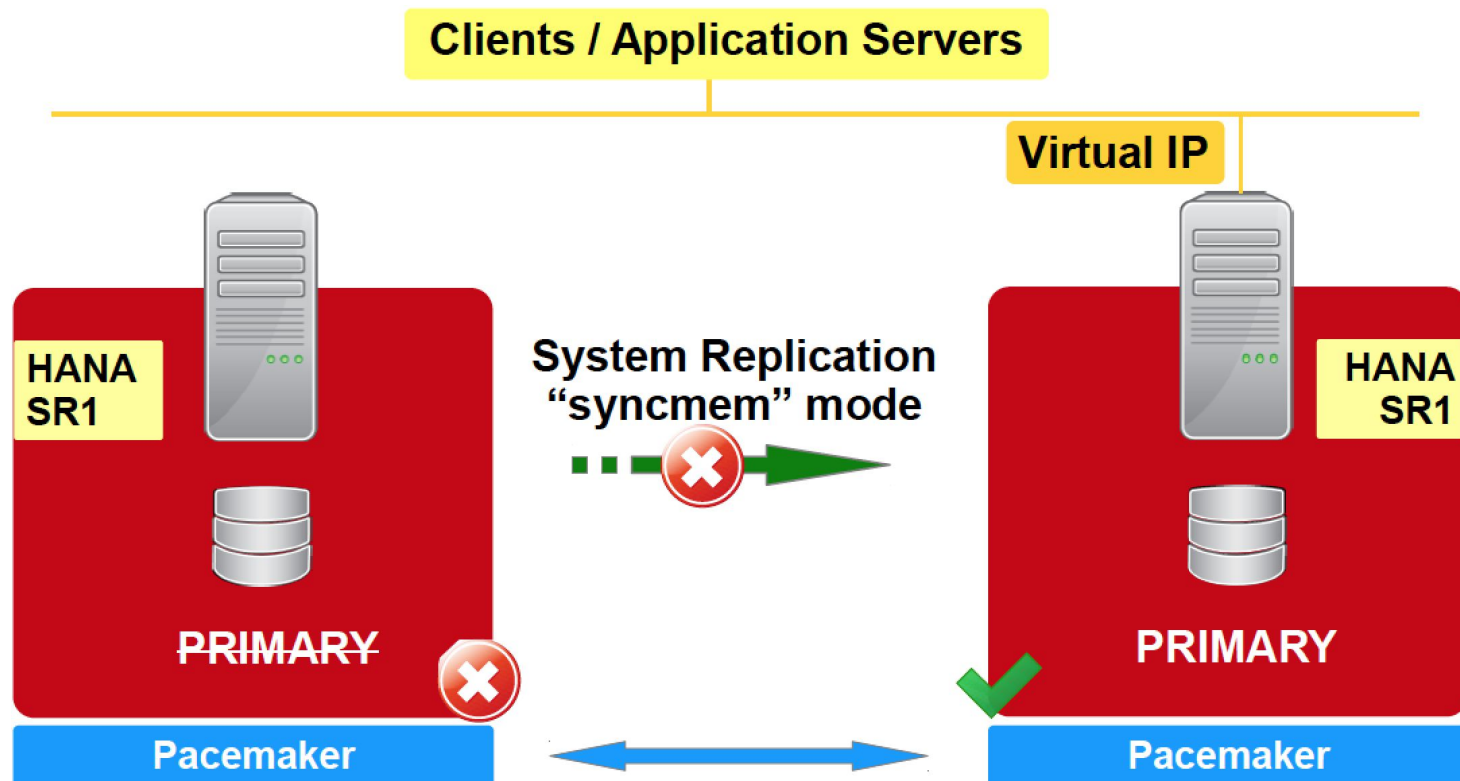 Clients / Application Servers
Virtual IP
HANA
SR1
System Replication
“syncmem” mode
HANA
SR1
PRIMARY
PRIMARY
Pacemaker
Pacemaker